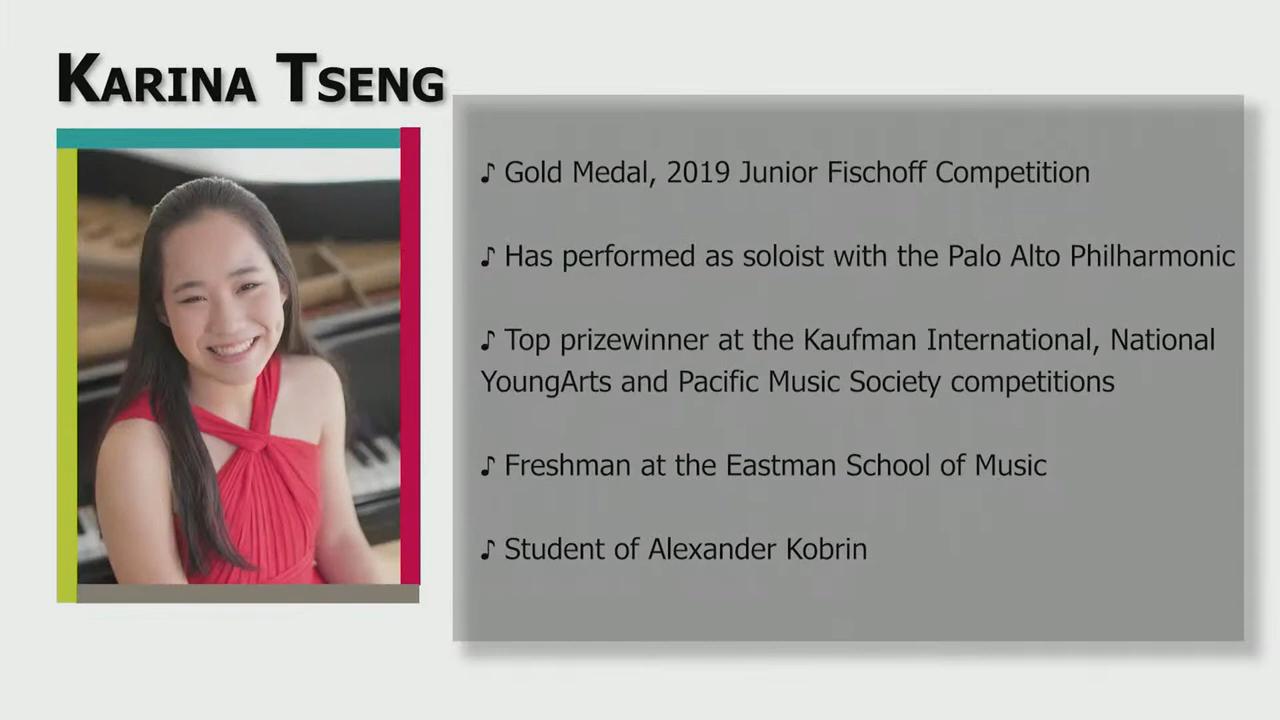 KARINA TSENG
♪ Gold Medal, 2019 Junior Fischoff Competition
♪ Has performed as soloist with the Palo Alto Philharmonic
♪ Top prizewinner at the Kaufman International, National
YoungArts and Pacific Music Society competitions
♪ Freshman at the Eastman School of Music
♪ Student of Alexander Kobrin